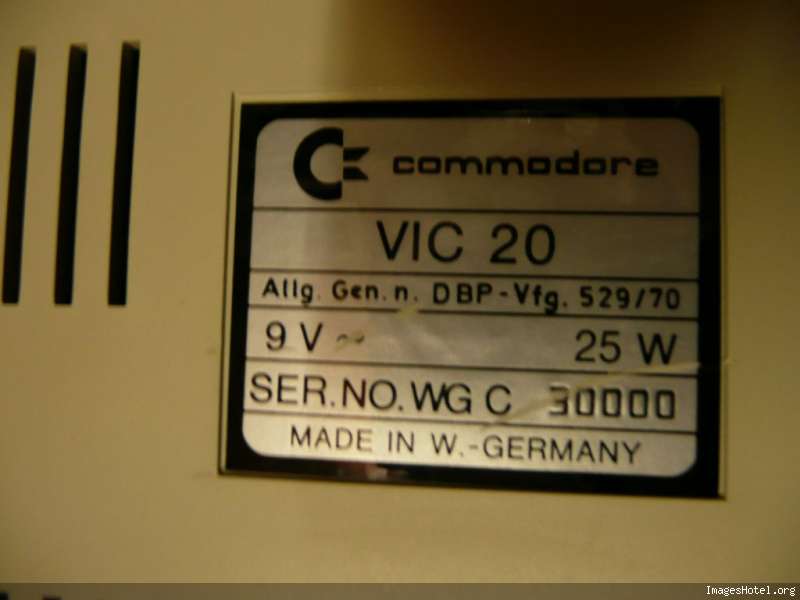 commodore
VIC 20
Allg. Gen. n. DBP-Vfg. 529/70
9 V ~ 25 W
SER.NO.WG C 30000
MADE IN W.-GERMANY
ImagesHotel.org